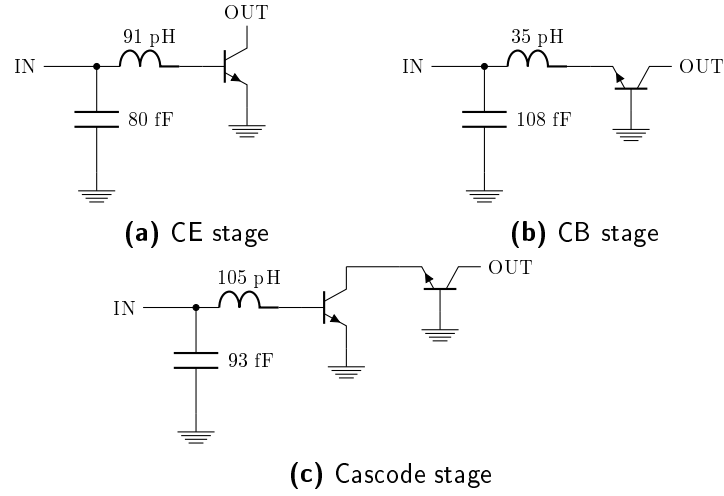 OUT
91 pH
IN
80 fF
(a) CE stage
35 pH
IN
OUT
108 fF
(b) CB stage
105 pH
OUT
IN
93 fF
(c) Cascode stage